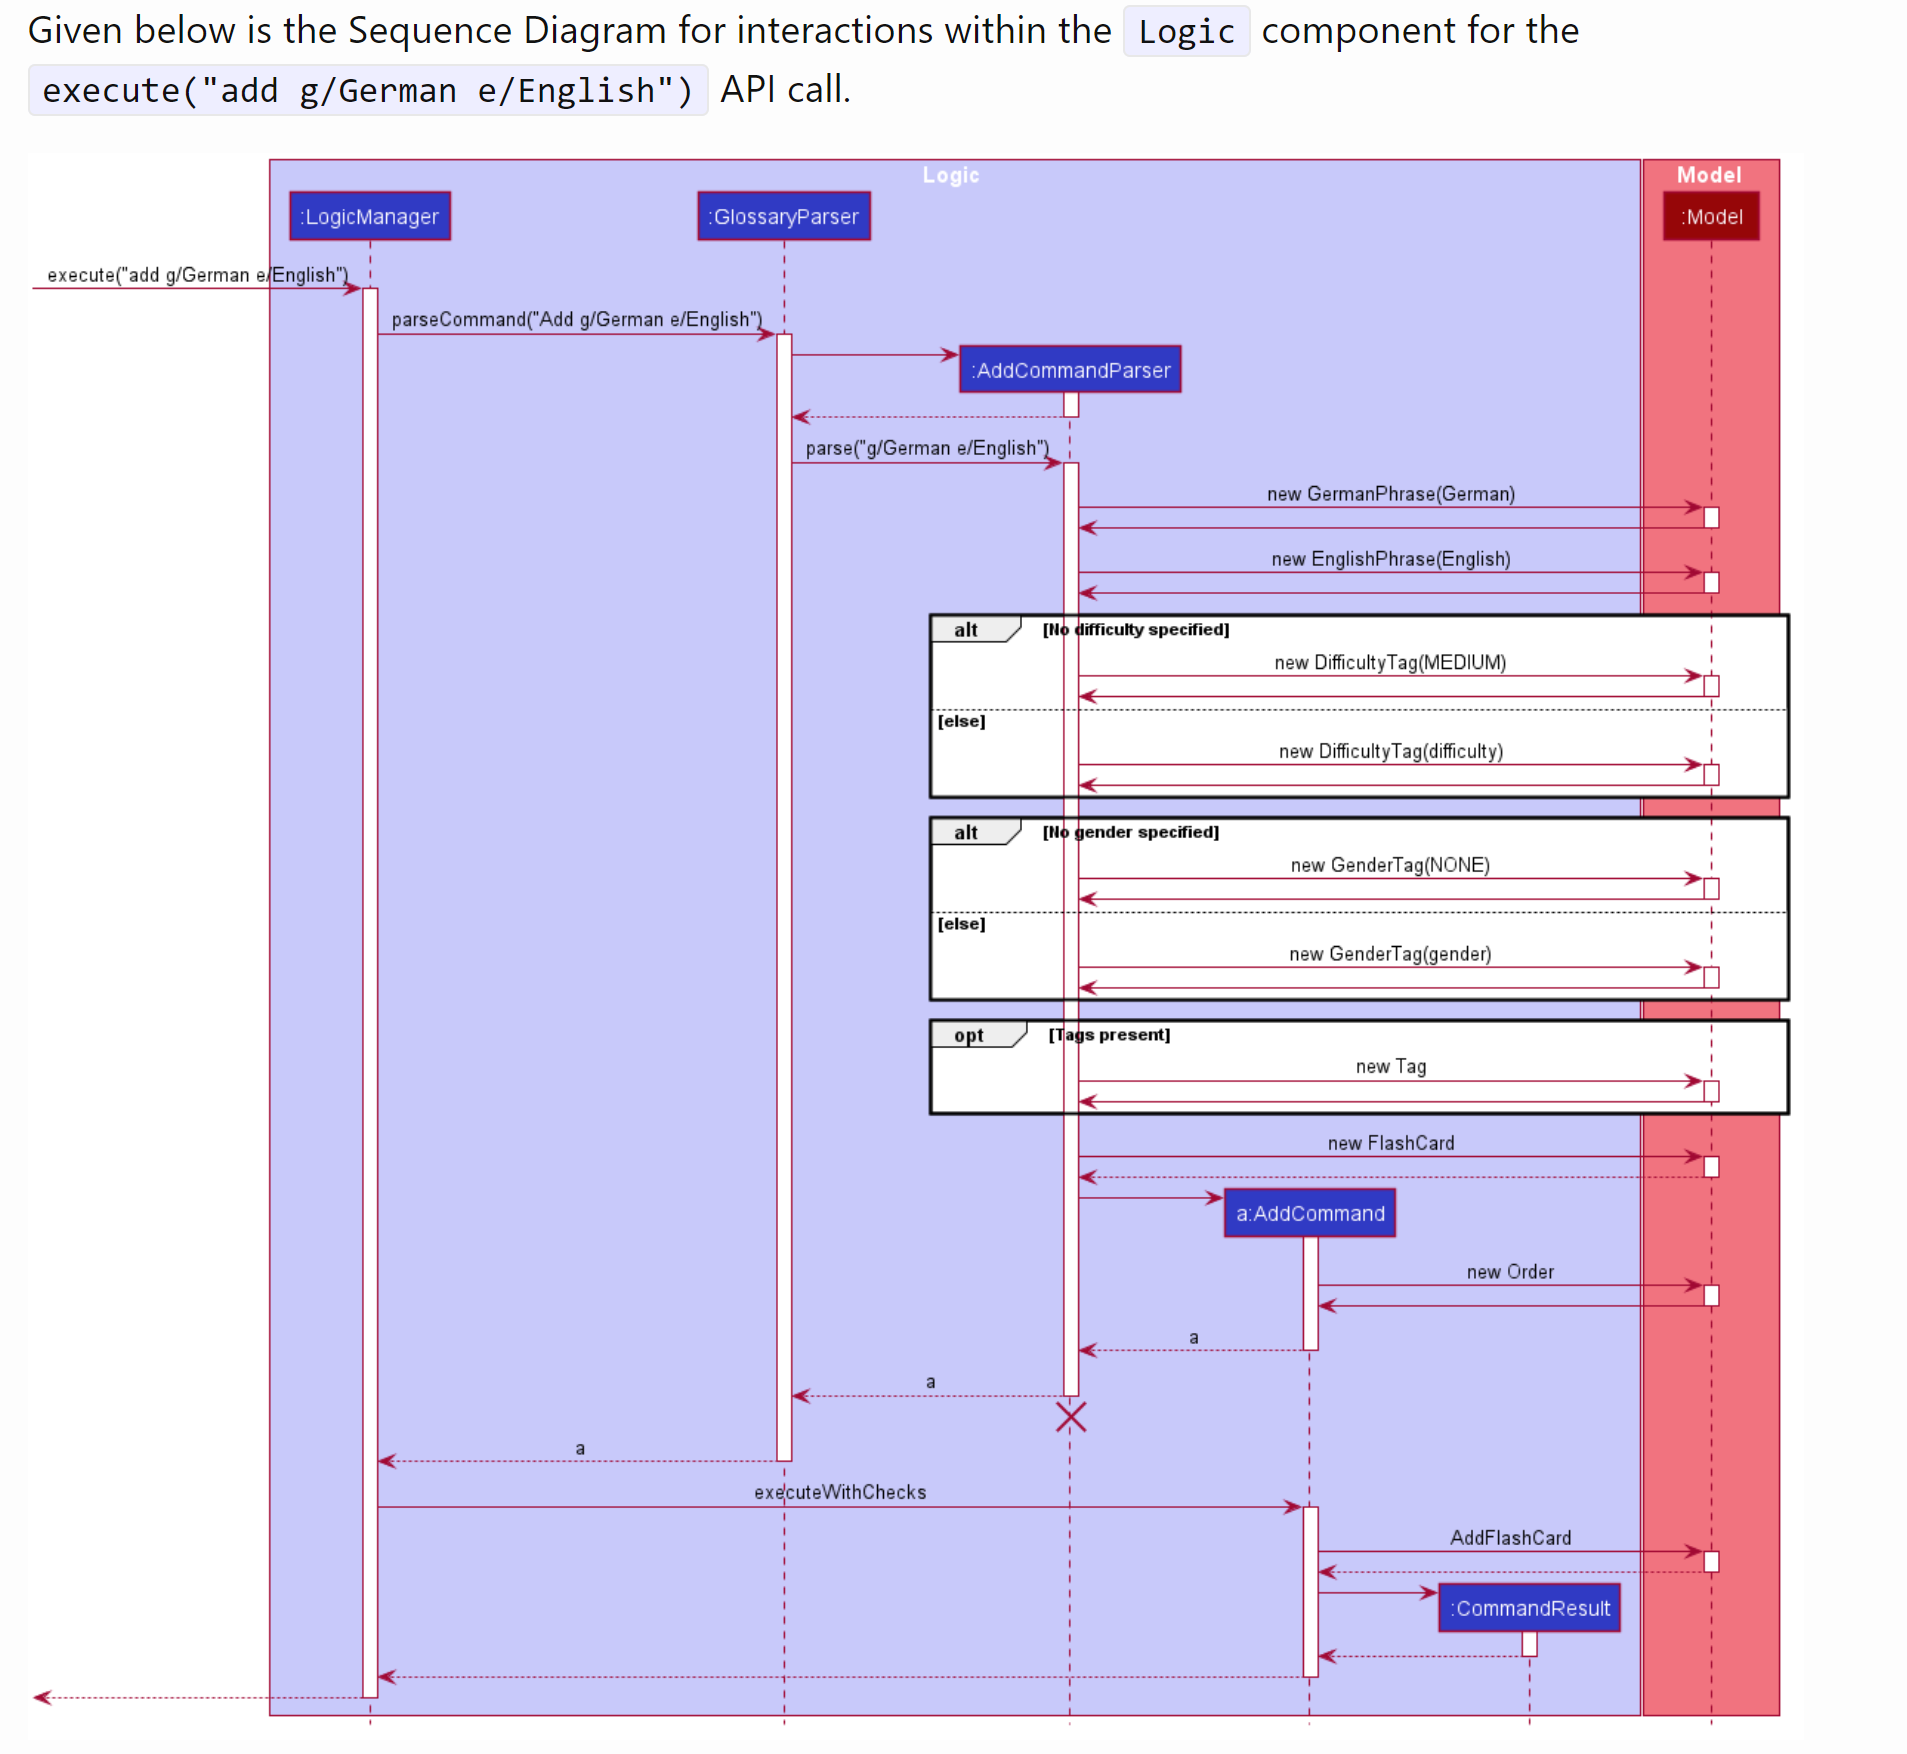 Given below is the Sequence Diagram for interactions within the Logic component for the
execute("add g/German e/English") API call.
Logic
Model
:LogicManager
:GlossaryParser
:Model
execute("add g/German e/English")
parseCommand("Add g/German e/English")
:AddCommandParser
parse("g/German e/English")
new GermanPhrase(German)
new EnglishPhrase(English)
alt
[No difficulty specified]
new DifficultyTag(MEDIUM)
[else]
new DifficultyTag(difficulty)
alt
[No gender specified]
new GenderTag(NONE)
[else]
new GenderTag(gender)
opt
[Tags present]
new Tag
new FlashCard
a:AddCommand
new Order
a
a
a
executeWithChecks
AddFlashCard
:CommandResult